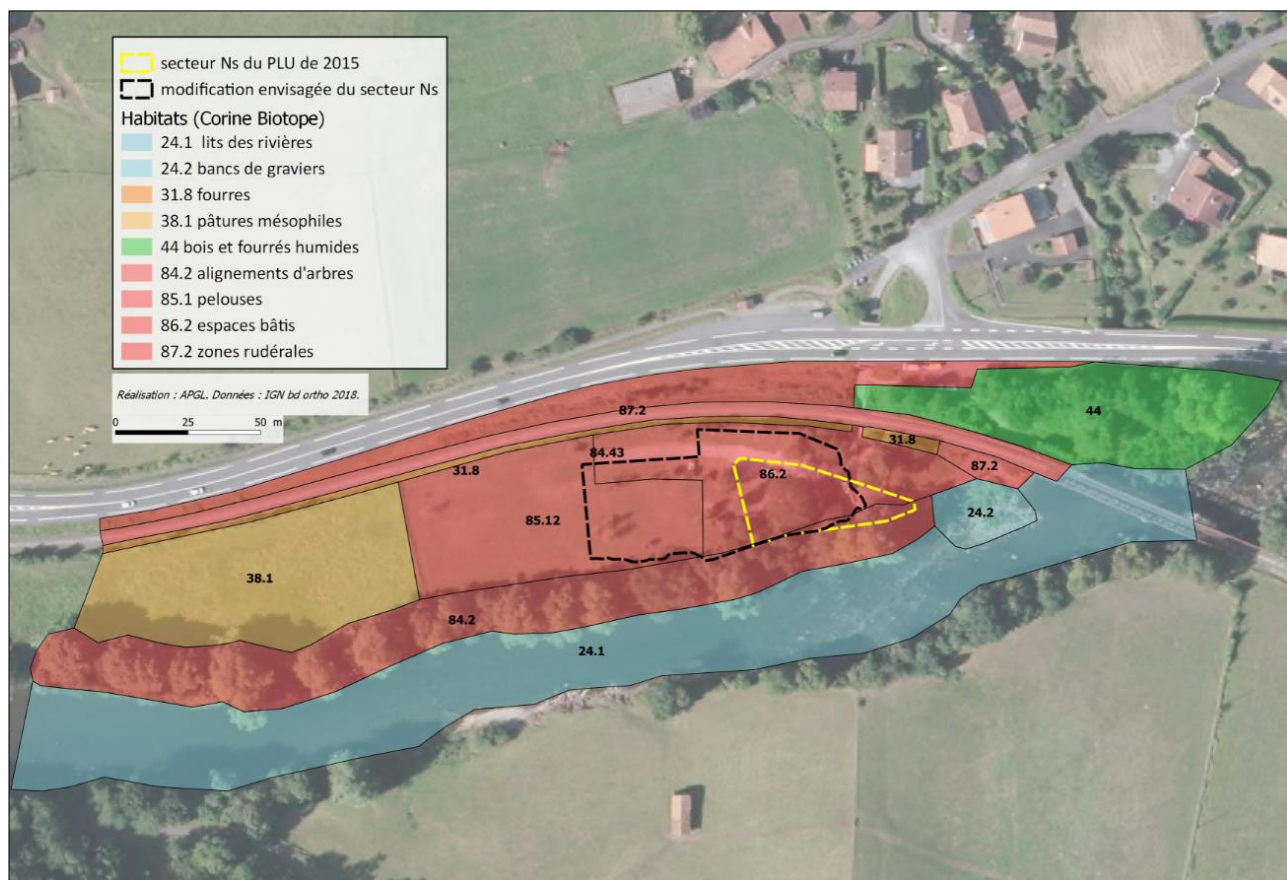 secteur Ns du PLU de 2015
modification envisagée du secteur Ns
Habitats (Corine Biotope)
24.1 lits des rivières
24.2 bancs de graviers
31.8 fourres
38.1 pâtures mésophiles
44 bois et fourrés humides
84.2 alignements d'arbres
85.1 pelouses
86.2 espaces bâtis
87.2 zones rudérales
Réalisation : APGL. Données : IGN bd ortho 2018.
0 25 50 m
87.2
44
84.43
31.8
31.8
86.2
87.2
85.12
24.2
38.1
84.2
24.1